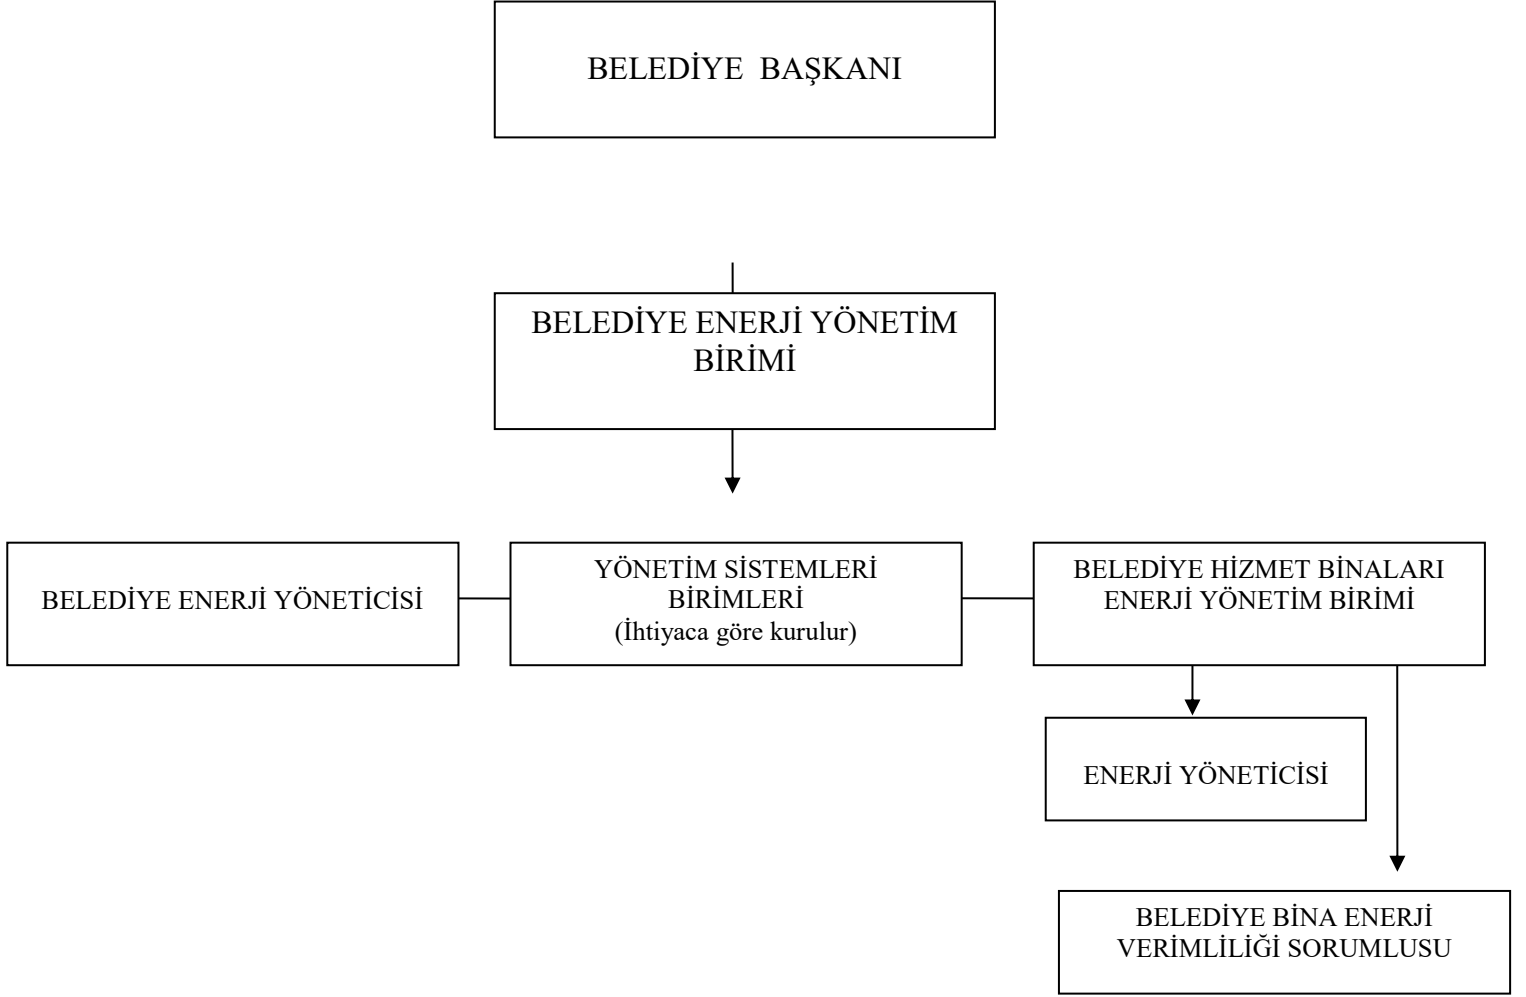 BELEDİYE BAŞKANI
BELEDİYE ENERJİ YÖNETİM
BİRİMİ
BELEDİYE ENERJİ YÖNETİCİSİ
YÖNETİM SİSTEMLERİ
BİRİMLERİ
(İhtiyaca göre kurulur)
BELEDİYE HİZMET BİNALARI
ENERJİ YÖNETİM BİRİMİ
ENERJİ YÖNETİCİSİ
BELEDİYE BİNA ENERJİ
VERİMLİLİĞİ SORUMLUSU